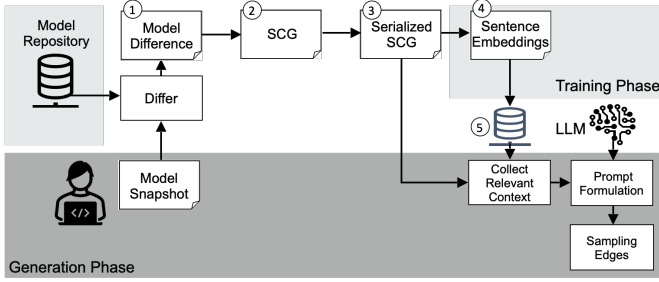 Model
Repository
1
Model
Difference
2
SCG
3
Serialized
SCG
4
Sentence
Embeddings
Differ
Training Phase
5
LLM
Model
Snapshot
</>
Collect
Relevant
Context
Prompt
Formulation
Sampling
Edges
Generation Phase